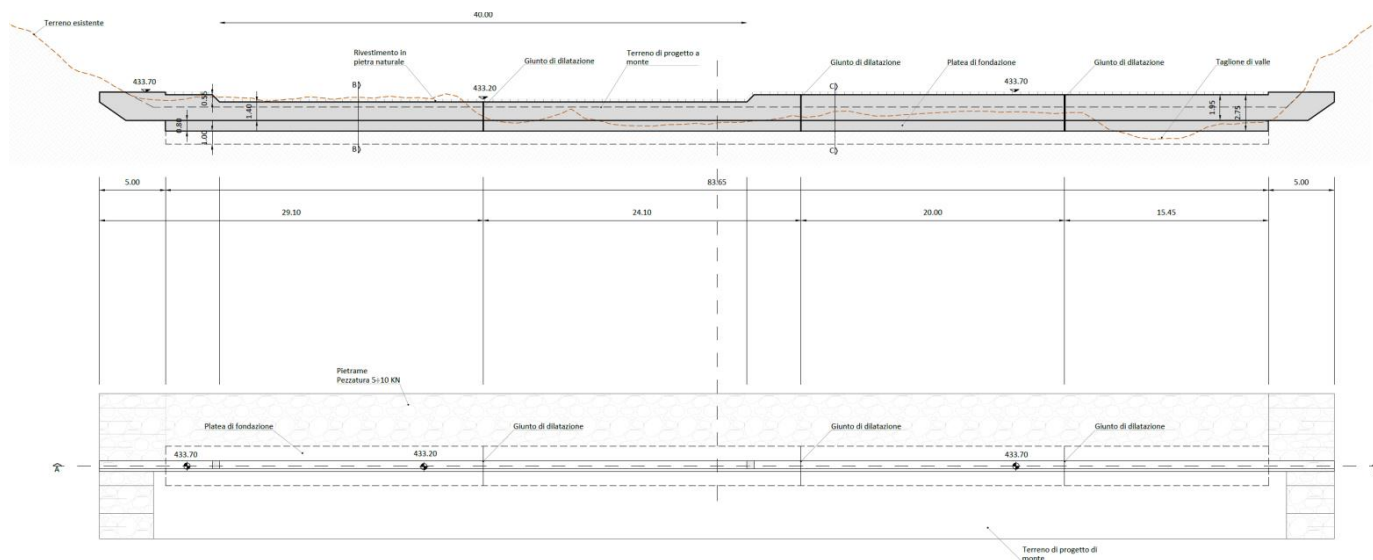 Terreno esistente
40.00
433.70
0.55
Rivestimento in
pietra naturale
B
433.20
Giunto di dilatazione
Terreno di progetto a
monte
Giunto di dilatazione
C
Platea di fondazione
433.70
Giunto di dilatazione
Taglione di valle
1.40
0.80
1.00
1.95
2.75
B
C
5.00
83.65
5.00
29.10
24.10
20.00
15.45
Pietrame
Pezzatura 5÷10 KN
Platea di fondazione
Giunto di dilatazione
Giunto di dilatazione
Giunto di dilatazione
433.70
433.20
433.70
A
Terreno di progetto di
monte